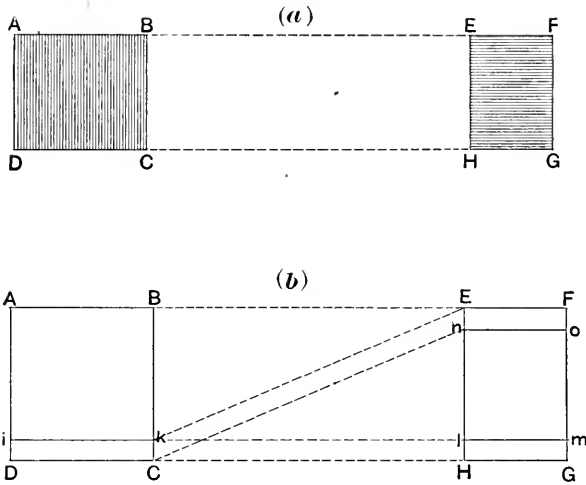 (a)
A B E F
D C H G
(b)
A B E F
n o
i k l m
D C H G